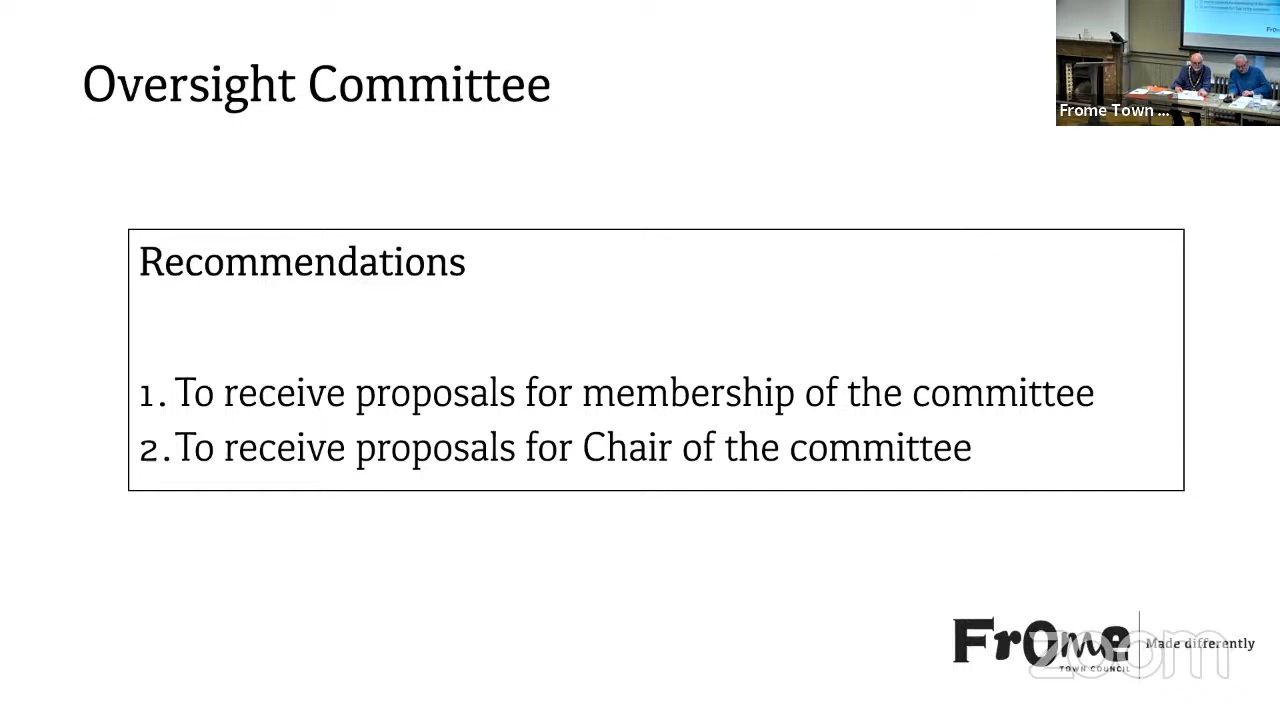 Oversight Committee
Frome Town ...
Recommendations
1. To receive proposals for membership of the committee
2. To receive proposals for Chair of the committee
Frome
TOWN COUNCIL
Made differently
zoom